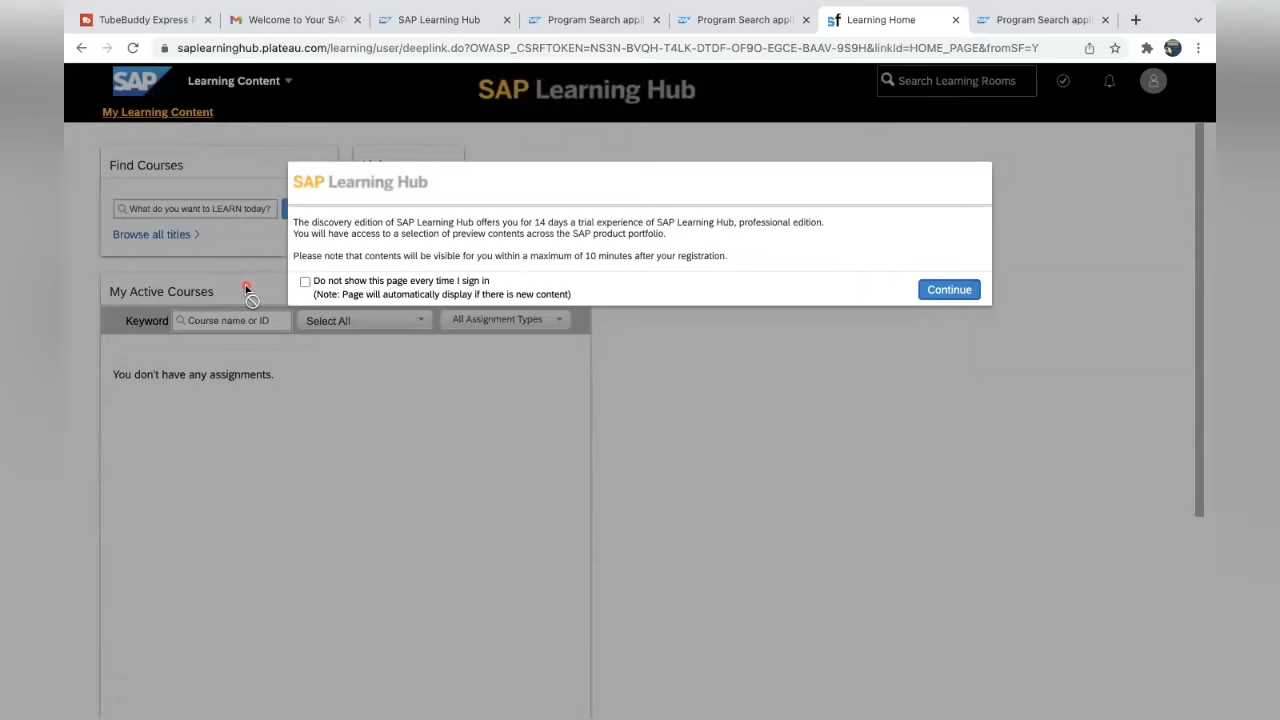 TubeBuddy Express P
Welcome to Your SAP
SAP Learning Hub
Program Search appli
Program Search appli
Learning Home
Program Search appli
saplearninghub.plateau.com/learning/user/deeplink.do?OWASP_CSRFTOKEN=NS3N-BVQH-T4LK-DTDF-OF9O-EGCE-BAAV-9S9H&linkId=HOME_PAGE&fromSF=Y
SAP
Learning Content
SAP Learning Hub
Search Learning Rooms
My Learning Content
Find Courses
What do you want to LEARN today?
Browse all titles
SAP Learning Hub
The discovery edition of SAP Learning Hub offers you for 14 days a trial experience of SAP Learning Hub, professional edition.
You will have access to a selection of preview contents across the SAP product portfolio.
Please note that contents will be visible for you within a maximum of 10 minutes after your registration.
Do not show this page every time I sign in
(Note: Page will automatically display if there is new content)
Continue
My Active Courses
Keyword
Course name or ID
Select All
All Assignment Types
You don't have any assignments.